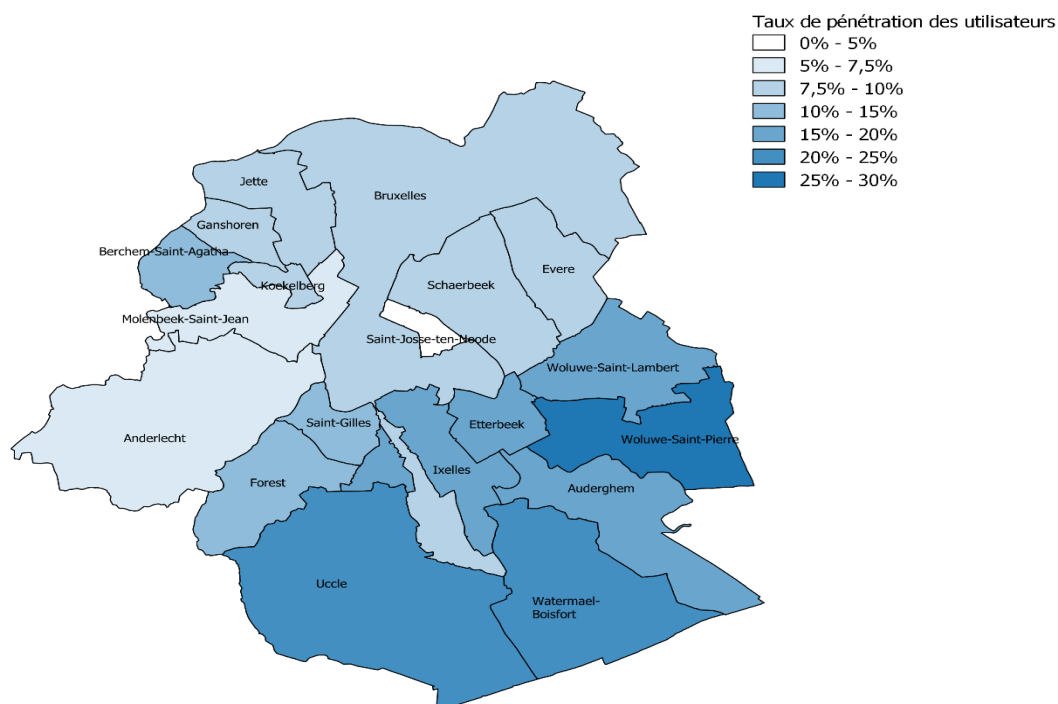 Taux de pénétration des utilisateurs
0% - 5%
5% - 7,5%
7,5% - 10%
10% - 15%
15% - 20%
20% - 25%
25% - 30%
Jette
Bruxelles
Ganshoren
Berchem-Saint-Agatha
Evere
Koekelberg
Schaerbeek
Molenbeek-Saint-Jean
Saint-Josse-ten-Noode
Woluwe-Saint-Lambert
Saint-Gilles
Etterbeek
Anderlecht
Woluwe-Saint-Pierre
Ixelles
Forest
Auderghem
Uccle
Watermael-
Boisfort